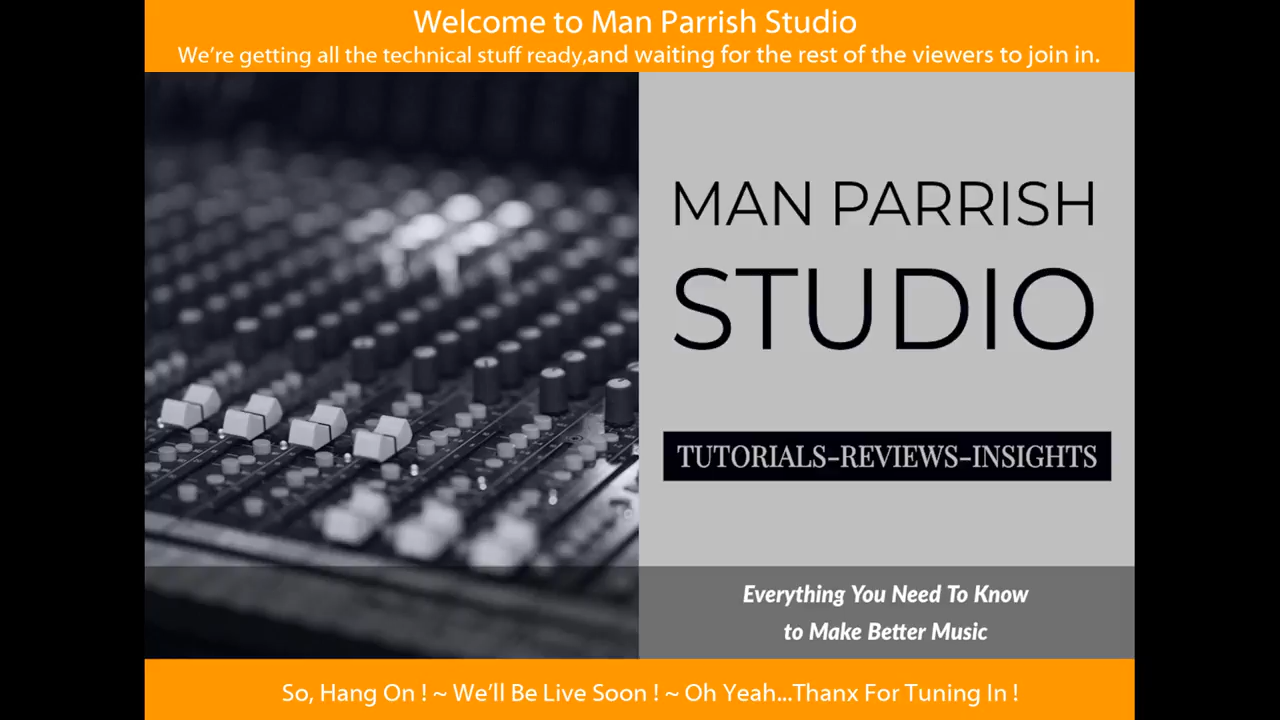 Welcome to Man Parrish Studio
We're getting all the technical stuff ready,and waiting for the rest of the viewers to join in.
MAN PARRISH
STUDIO
TUTORIALS-REVIEWS-INSIGHTS
Everything You Need To Know
to Make Better Music
So, Hang On ! ~ We'll Be Live Soon ! ~ Oh Yeah...Thanx For Tuning In !